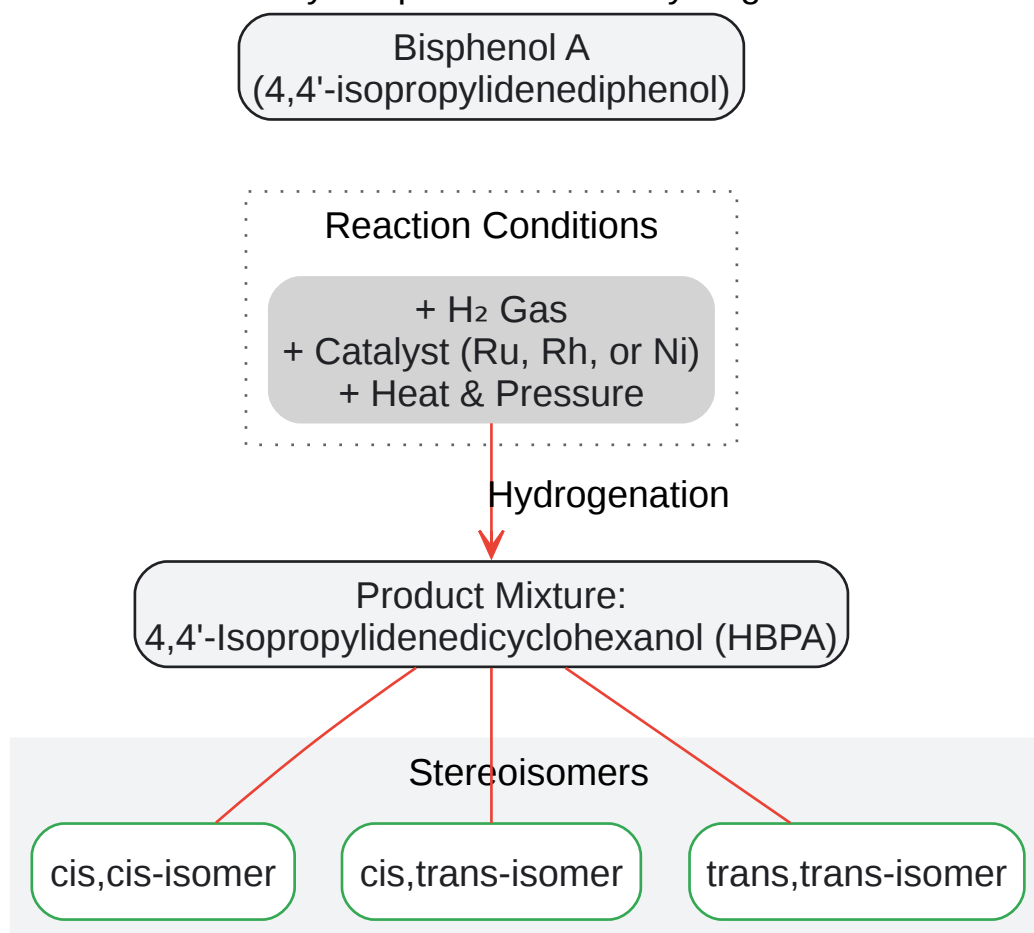 Bisphenol A
(4,4'-isopropylidenediphenol)
Reaction Conditions
+ H₂ Gas
+ Catalyst (Ru, Rh, or Ni)
+ Heat & Pressure
Hydrogenation
Product Mixture:
4,4'-Isopropylidenedicyclohexanol (HBPA)
Stereoisomers
cis,cis-isomer
cis,trans-isomer
trans,trans-isomer